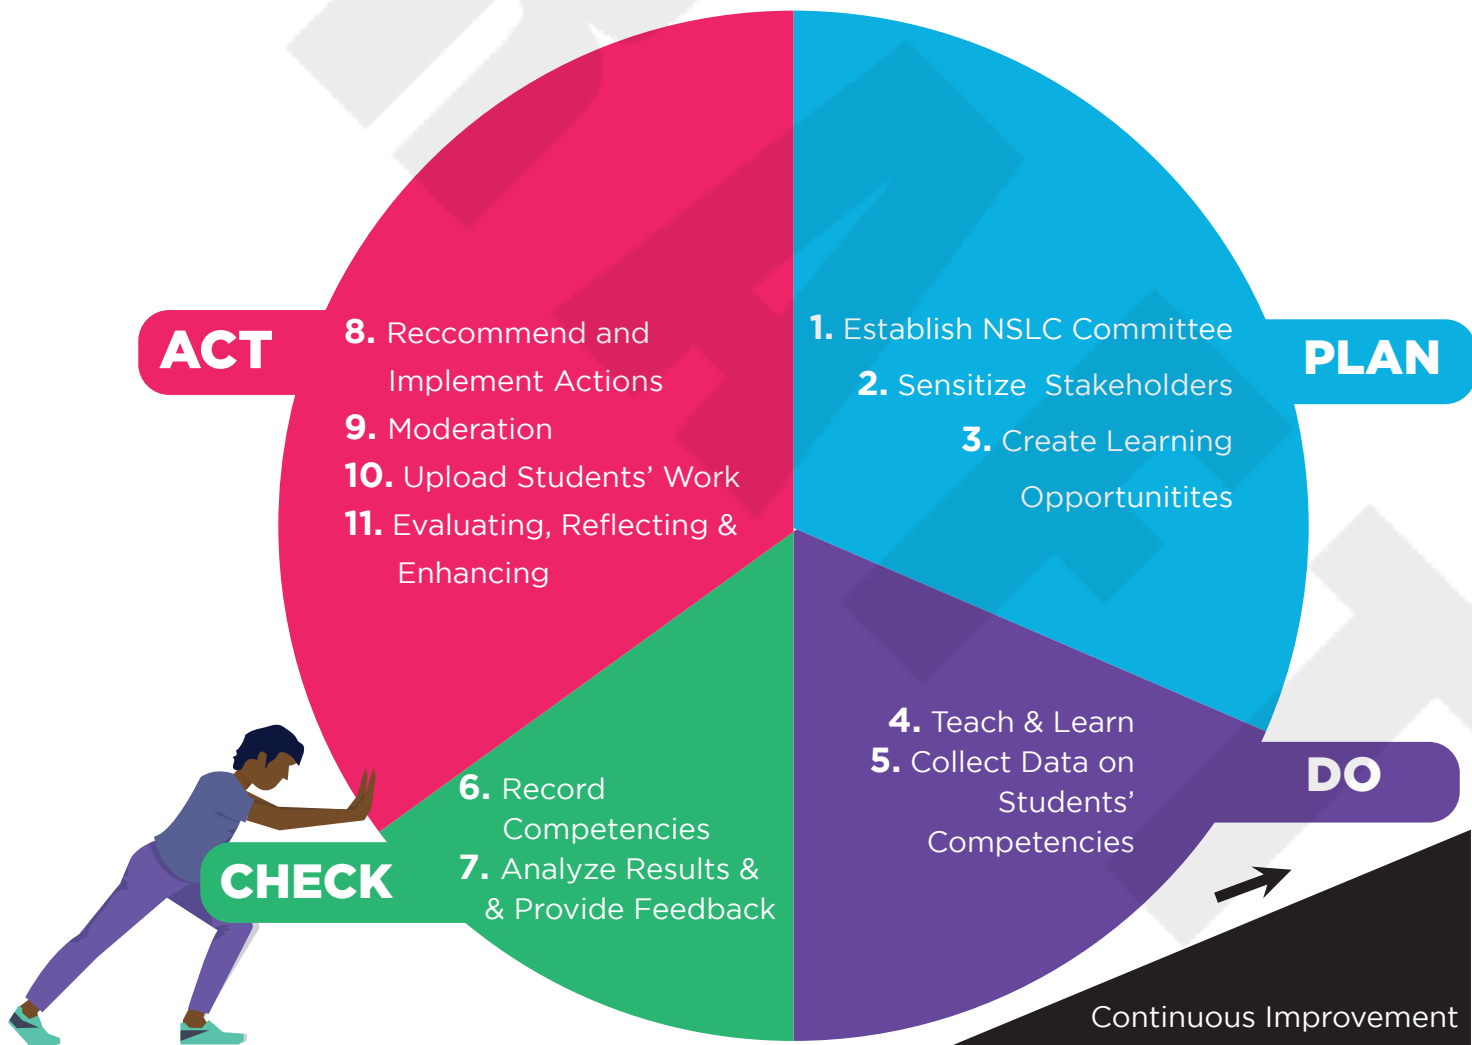 PLAN
1. Establish NSLC Committee
2. Sensitize Stakeholders
3. Create Learning
Opportunitites
DO
4. Teach & Learn
5. Collect Data on
Students'
Competencies
CHECK
6. Record
Competencies
7. Analyze Results &
& Provide Feedback
ACT
8. Reccommend and
Implement Actions
9. Moderation
10. Upload Students' Work
11. Evaluating, Reflecting &
Enhancing
Continuous Improvement